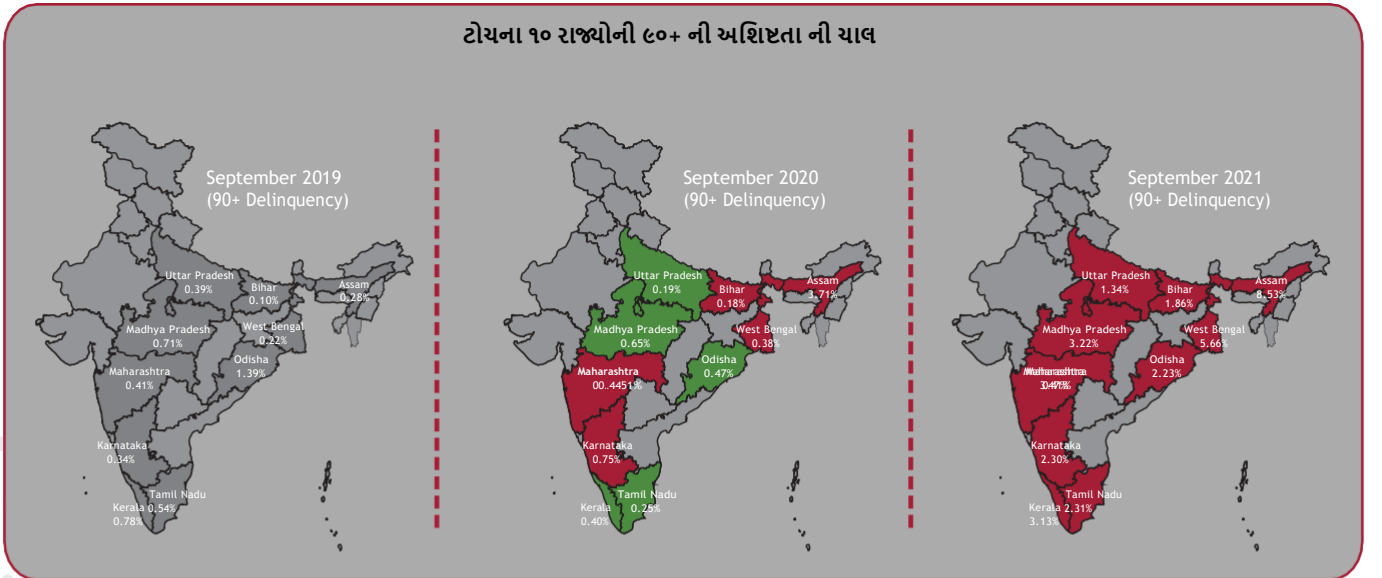 ટોચના ૧૦ રાજ્યોની ૯૦+ ની અશિષ્ટતા ની ચાલ
September 2019
(90+ Delinquency)
Uttar Pradesh
0.39%
Bihar
0.10%
Assam
0.28%
Madhya Pradesh
0.71%
West Bengal
0.22%
Odisha
1.39%
Maharashtra
0.41%
Karnataka
0.34%
Tamil Nadu
0.54%
Kerala
0.78%
September 2020
(90+ Delinquency)
Uttar Pradesh
0.19%
Bihar
0.18%
Assam
3.71%
Madhya Pradesh
0.65%
West Bengal
0.38%
Odisha
0.47%
Maharashtra
Karnataka
0.75%
Tamil Nadu
0.25%
Kerala
0.40%
September 2021
(90+ Delinquency)
Uttar Pradesh
1.34%
Bihar
1.86%
Assam
8.53%
Madhya Pradesh
3.22%
West Bengal
5.66%
Odisha
2.23%
Maharashtra
Karnataka
2.30%
Tamil Nadu
2.31%
Kerala
3.13%